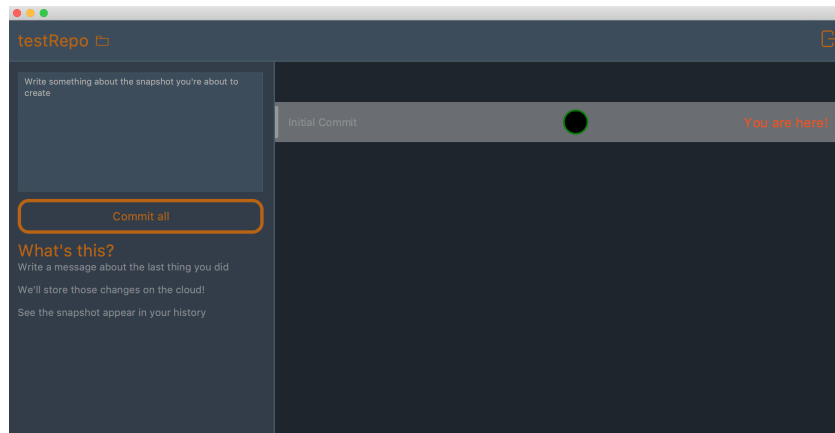 testRepo
Write something about the snapshot you're about to
create
Initial Commit
You are here!
Commit all
What's this?
Write a message about the last thing you did
We'll store those changes on the cloud!
See the snapshot appear in your history